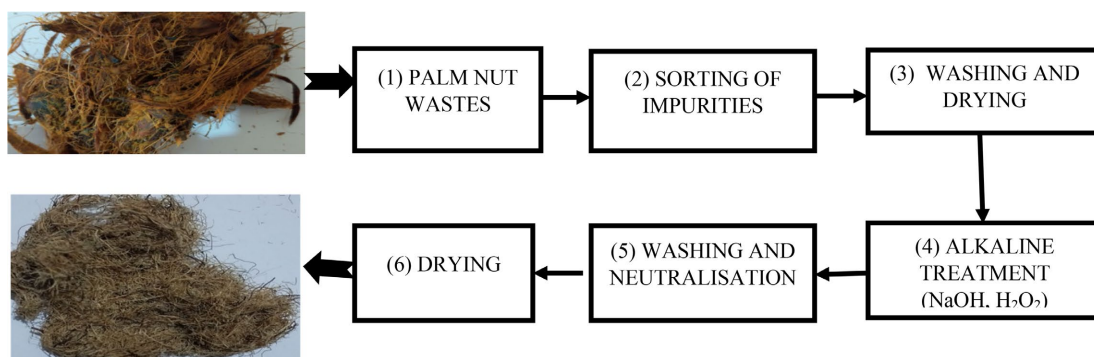 (1) PALM NUT
WASTES
(2) SORTING OF
IMPURITIES
(3) WASHING AND
DRYING
(4) ALKALINE
TREATMENT
(NaOH, H₂O₂)
(5) WASHING AND
NEUTRALISATION
(6) DRYING